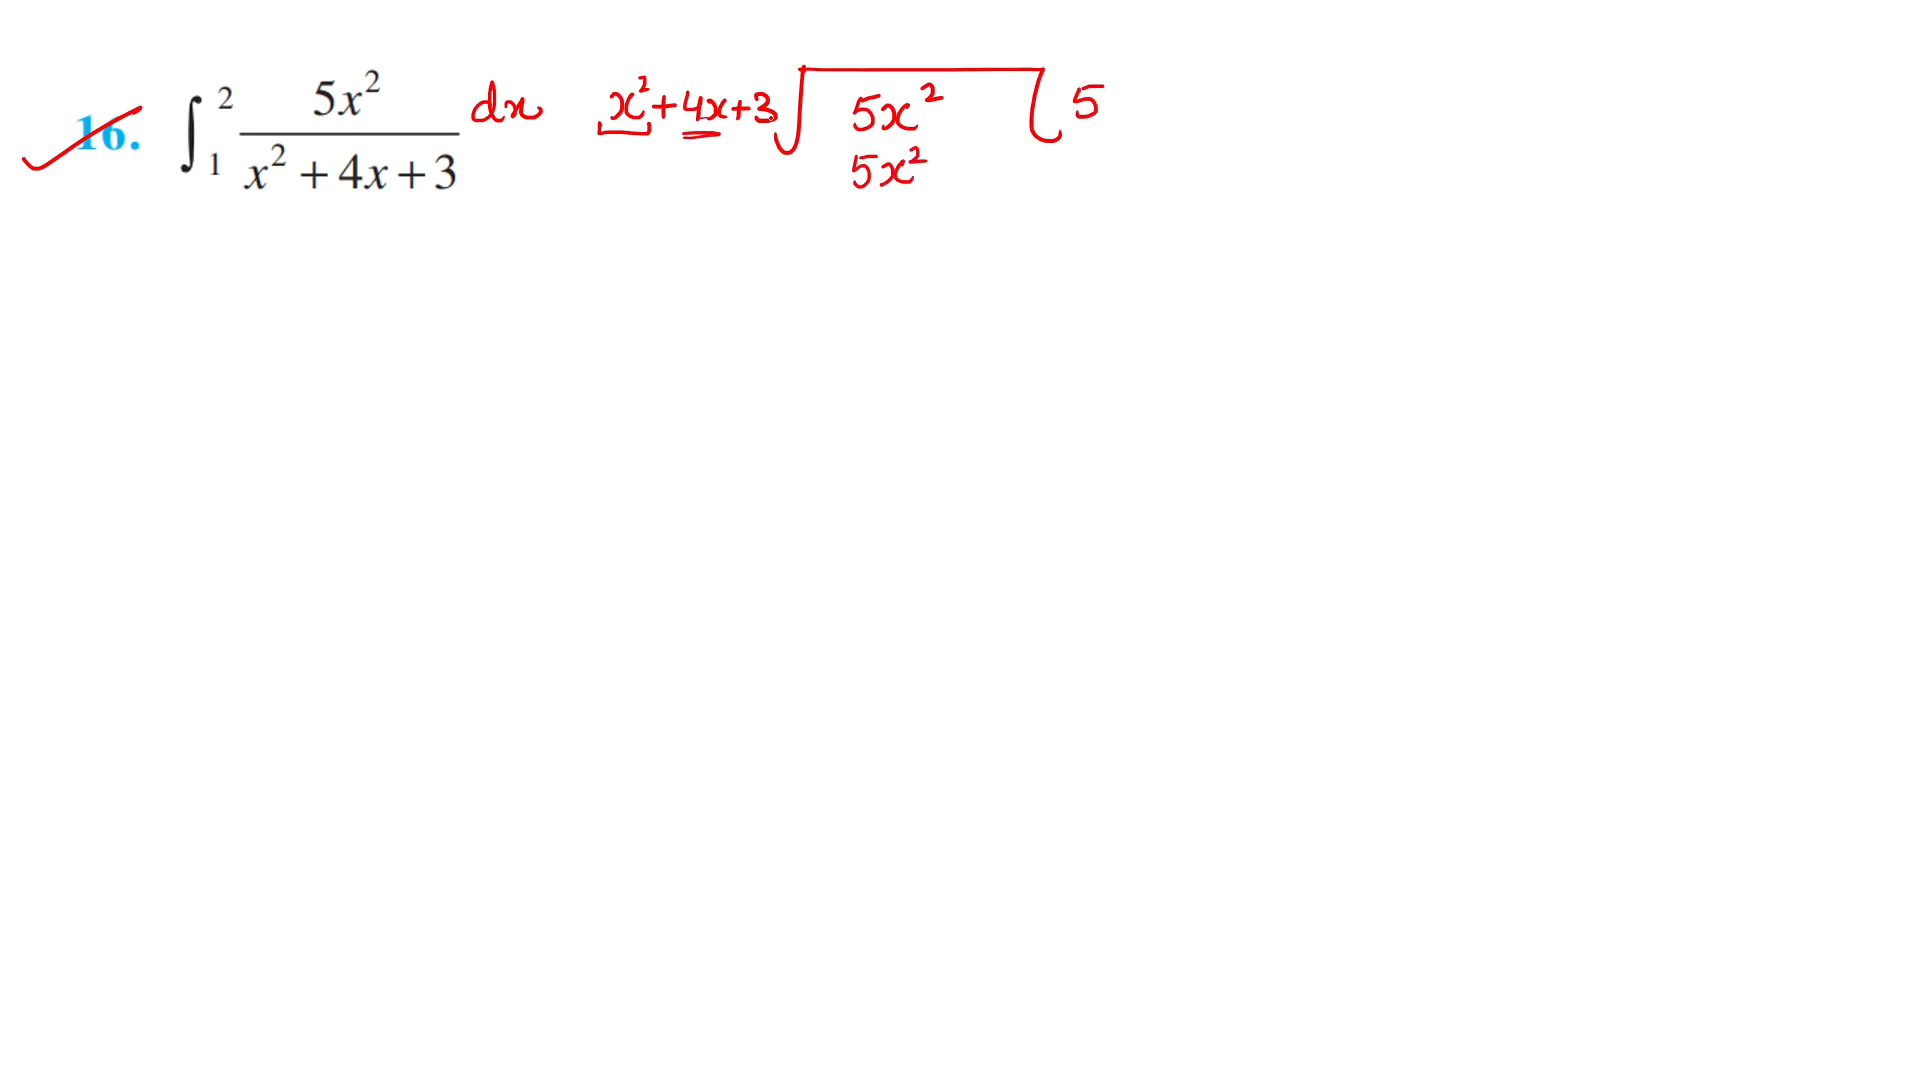 16. ∫₁² 5x²/(x² + 4x + 3) dx   x² + 4x + 3 √ 5x² ( 5
5x²